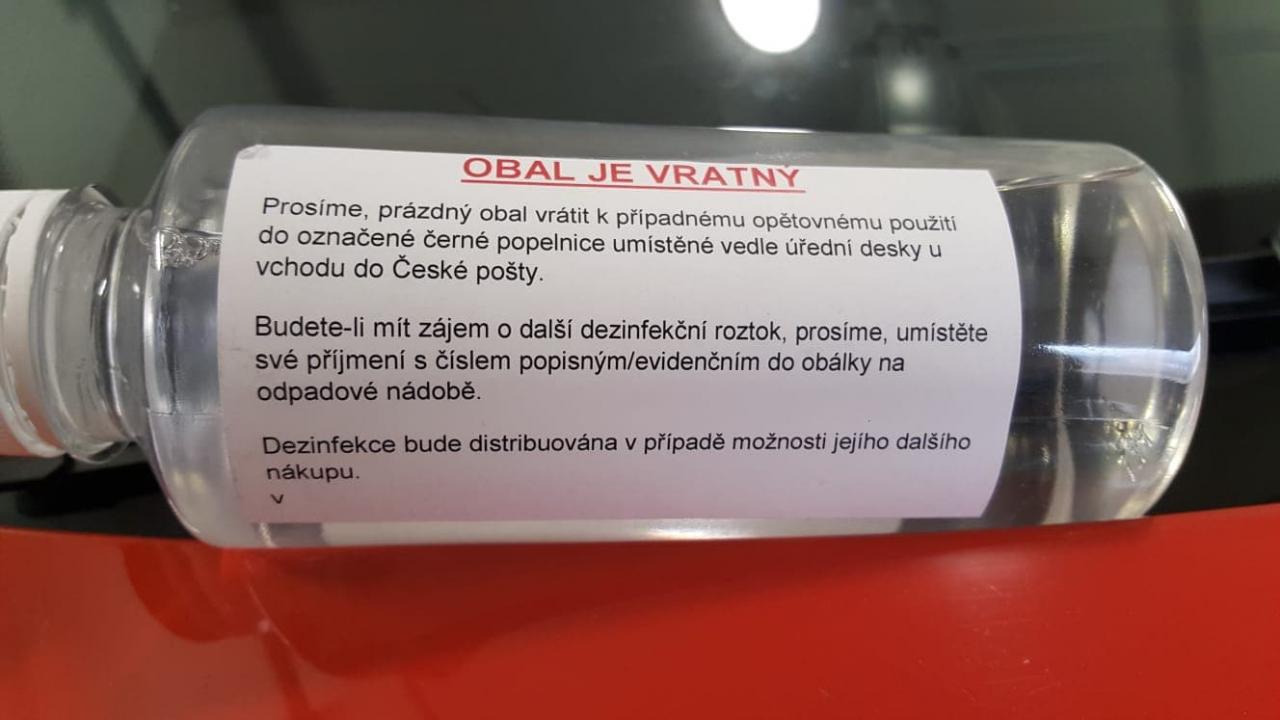 OBAL JE VRATNÝ
Prosíme, prázdný obal vrátit k případnému opětovnému použití
do označené černé popelnice umístěné vedle úřední desky u
vchodu do České pošty.
Budete-li mít zájem o další dezinfekční roztok, prosíme, umístěte
své příjmení s číslem popisným/evidenčním do obálky na
odpadové nádobě.
Dezinfekce bude distribuována v případě možnosti jejího dalšího
nákupu.
v